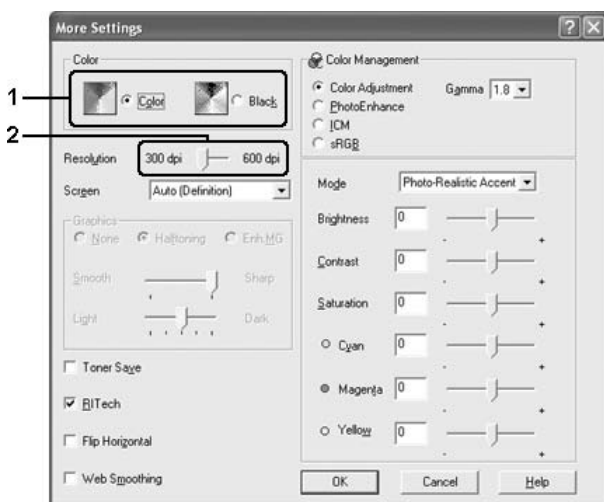 More Settings
Color
1
Color
Black
2
Resolution
300 dpi
600 dpi
Screen
Auto (Definition)
Graphics
None
Halftoning
Enh.MG
Smooth
Sharp
Light
Dark
Toner Save
RITech
Flip Horizontal
Web Smoothing
Color Management
Color Adjustment
Gamma
1.8
PhotoEnhance
ICM
sRGB
Mode
Photo-Realistic Accent
Brightness
0
- +
Contrast
0
- +
Saturation
0
- +
Cyan
0
- +
Magenta
0
- +
Yellow
0
- +
OK
Cancel
Help